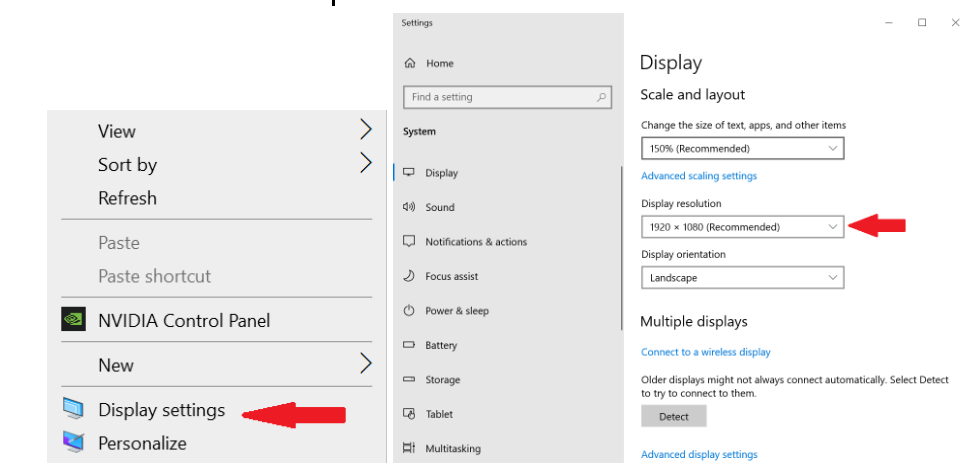 View
Sort by
Refresh
Paste
Paste shortcut
NVIDIA Control Panel
New
Display settings
Personalize
Settings
Home
Find a setting
System
Display
Sound
Notifications & actions
Focus assist
Power & sleep
Battery
Storage
Tablet
Multitasking
Display
Scale and layout
Change the size of text, apps, and other items
150% (Recommended)
Advanced scaling settings
Display resolution
1920 × 1080 (Recommended)
Display orientation
Landscape
Multiple displays
Connect to a wireless display
Older displays might not always connect automatically. Select Detect
to try to connect to them.
Detect
Advanced display settings